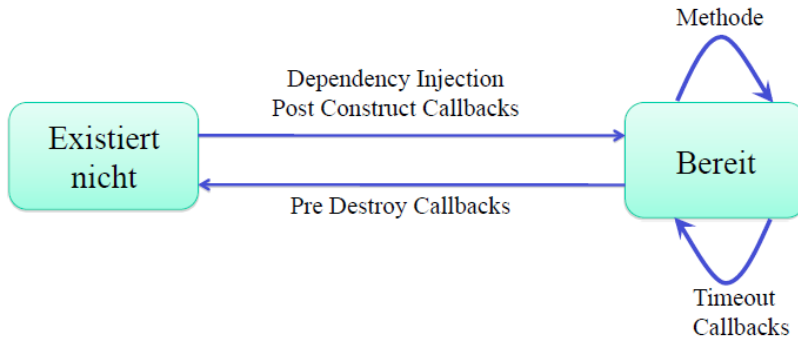 Methode
Dependency Injection
Post Construct Callbacks
Existiert
nicht
Bereit
Pre Destroy Callbacks
Timeout
Callbacks